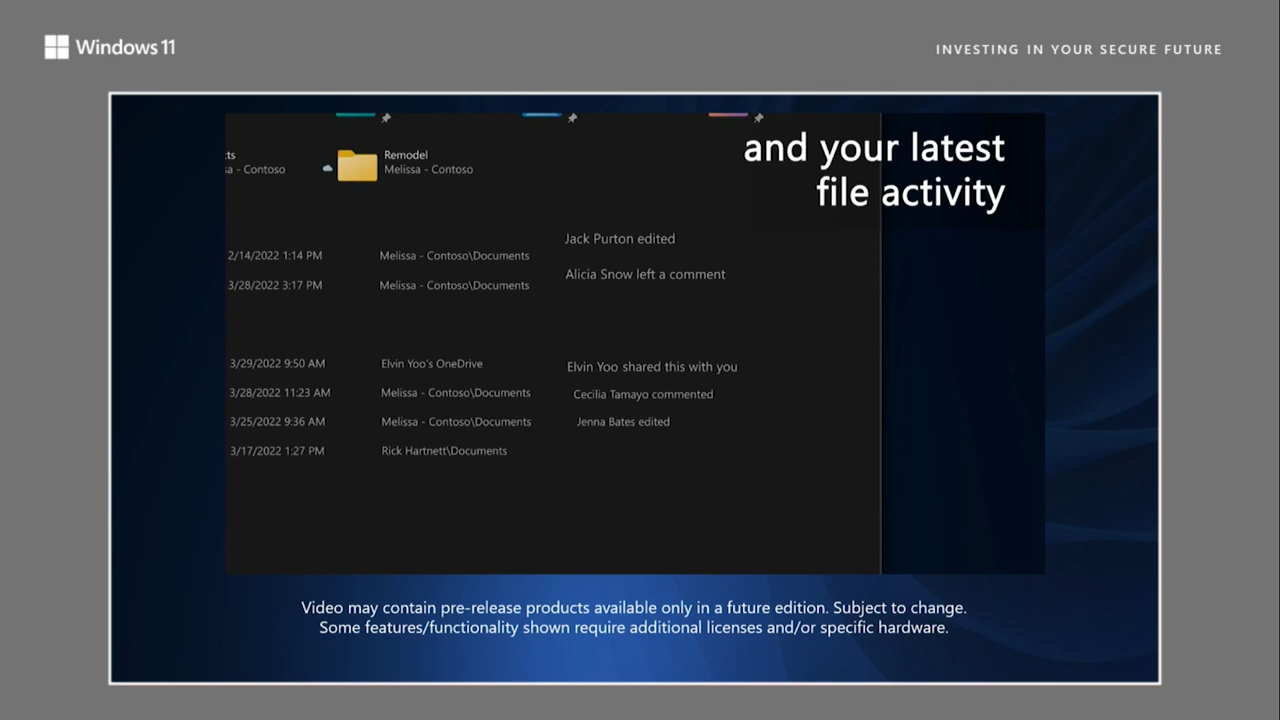 Windows 11
INVESTING IN YOUR SECURE FUTURE
and your latest
file activity
ts
Remodel
sa - Contoso
Melissa - Contoso
Jack Purton edited
2/14/2022 1:14 PM Melissa - Contoso\Documents
Alicia Snow left a comment
3/28/2022 3:17 PM Melissa - Contoso\Documents
3/29/2022 9:50 AM Elvin Yoo's OneDrive Elvin Yoo shared this with you
3/28/2022 11:23 AM Melissa - Contoso\Documents Cecilia Tamayo commented
3/25/2022 9:36 AM Melissa - Contoso\Documents Jenna Bates edited
3/17/2022 1:27 PM Rick Hartnett\Documents
Video may contain pre-release products available only in a future edition. Subject to change.
Some features/functionality shown require additional licenses and/or specific hardware.